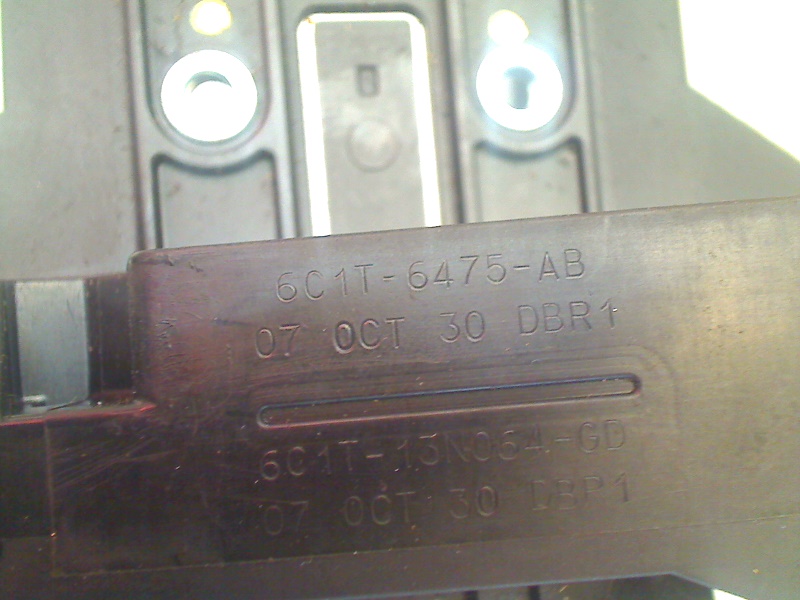 6C1T-6475-AB
07 OCT 30 DBR1
6C1T-13N064-GD
07 OCT 30 DBR1